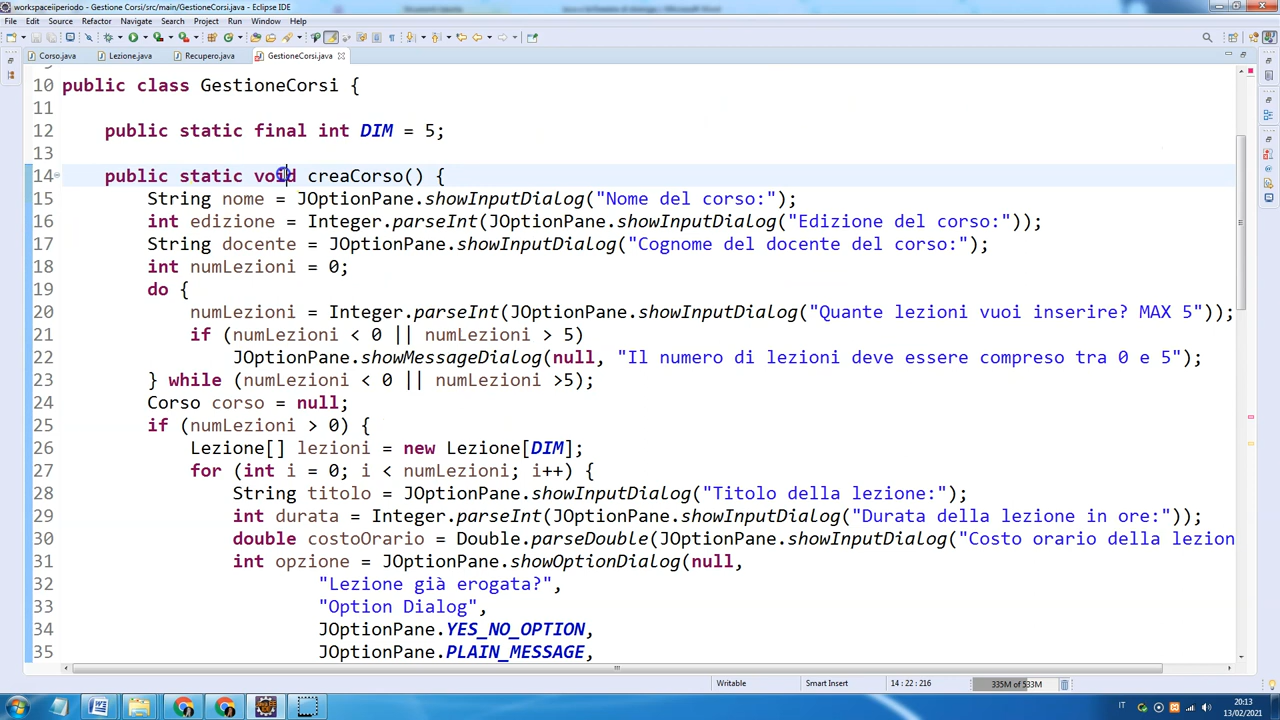 workspaceiiperiodo - Gestione Corsi/src/main/GestioneCorsi.java - Eclipse IDE
File Edit Source Refactor Navigate Search Project Run Window Help
Corso.java Lezione.java Recupero.java GestioneCorsi.java
10 public class GestioneCorsi {
11
12 public static final int DIM = 5;
13
14 public static void creaCorso() {
15 String nome = JOptionPane.showInputDialog("Nome del corso:");
16 int edizione = Integer.parseInt(JOptionPane.showInputDialog("Edizione del corso:"));
17 String docente = JOptionPane.showInputDialog("Cognome del docente del corso:");
18 int numLezioni = 0;
19 do {
20 numLezioni = Integer.parseInt(JOptionPane.showInputDialog("Quante lezioni vuoi inserire? MAX 5"));
21 if (numLezioni < 0 || numLezioni > 5)
22 JOptionPane.showMessageDialog(null, "Il numero di lezioni deve essere compreso tra 0 e 5");
23 } while (numLezioni < 0 || numLezioni >5);
24 Corso corso = null;
25 if (numLezioni > 0) {
26 Lezione[] lezioni = new Lezione[DIM];
27 for (int i = 0; i < numLezioni; i++) {
28 String titolo = JOptionPane.showInputDialog("Titolo della lezione:");
29 int durata = Integer.parseInt(JOptionPane.showInputDialog("Durata della lezione in ore:"));
30 double costoOrario = Double.parseDouble(JOptionPane.showInputDialog("Costo orario della lezion
31 int opzione = JOptionPane.showOptionDialog(null,
32 "Lezione già erogata?",
33 "Option Dialog",
34 JOptionPane.YES_NO_OPTION,
35 JOptionPane.PLAIN_MESSAGE,
Writable Smart Insert 14 : 22 : 216 335M of 533M
IT 20:13
13/02/2021